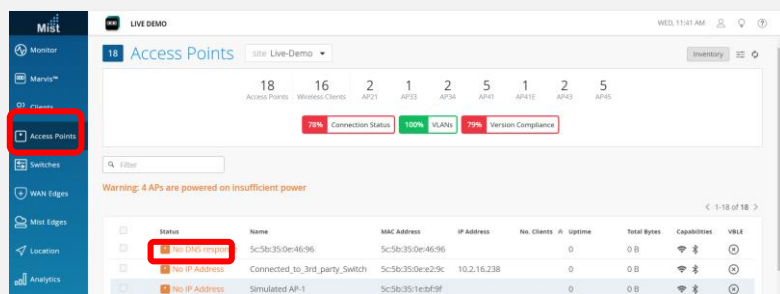 Mist
LIVE DEMO
WED, 11:41 AM
Monitor
Marvis™
Clients
Access Points
Switches
WAN Edges
Mist Edges
Location
Analytics
18 Access Points site Live-Demo
Inventory
18 16 2 1 2 5 1 2 5
Access Points Wireless Clients AP21 AP33 AP34 AP41 AP41E AP43 AP45
78% Connection Status 100% VLANs 79% Version Compliance
Filter
Warning: 4 APs are powered on insufficient power
< 1-18 of 18 >
Status Name MAC Address IP Address No. Clients Uptime Total Bytes Capabilities VBLE
No DNS response 5c:5b:35:0e:46:96 5c:5b:35:0e:46:96 0 0 B
No IP Address Connected_to_3rd_party_Switch 5c:5b:35:0e:e2:9c 10.2.16.238 0 0 B
No IP Address Simulated AP-1 5c:5b:35:1e:bf:9f 0 0 B